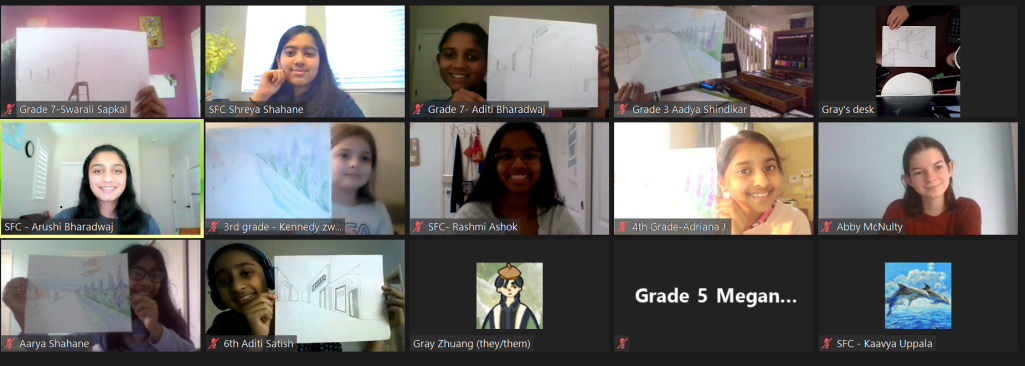 Grade 7-Swarali Sapkal
SFC Shreya Shahane
Grade 7- Aditi Bharadwaj
Grade 3 Aadya Shindikar
Gray's desk
SFC - Arushi Bharadwaj
3rd grade - Kennedy zw...
SFC- Rashmi Ashok
4th Grade-Adriana J.
Abby McNulty
Aarya Shahane
6th Aditi Satish
Gray Zhuang (they/them)
Grade 5 Megan...
SFC - Kaavya Uppala